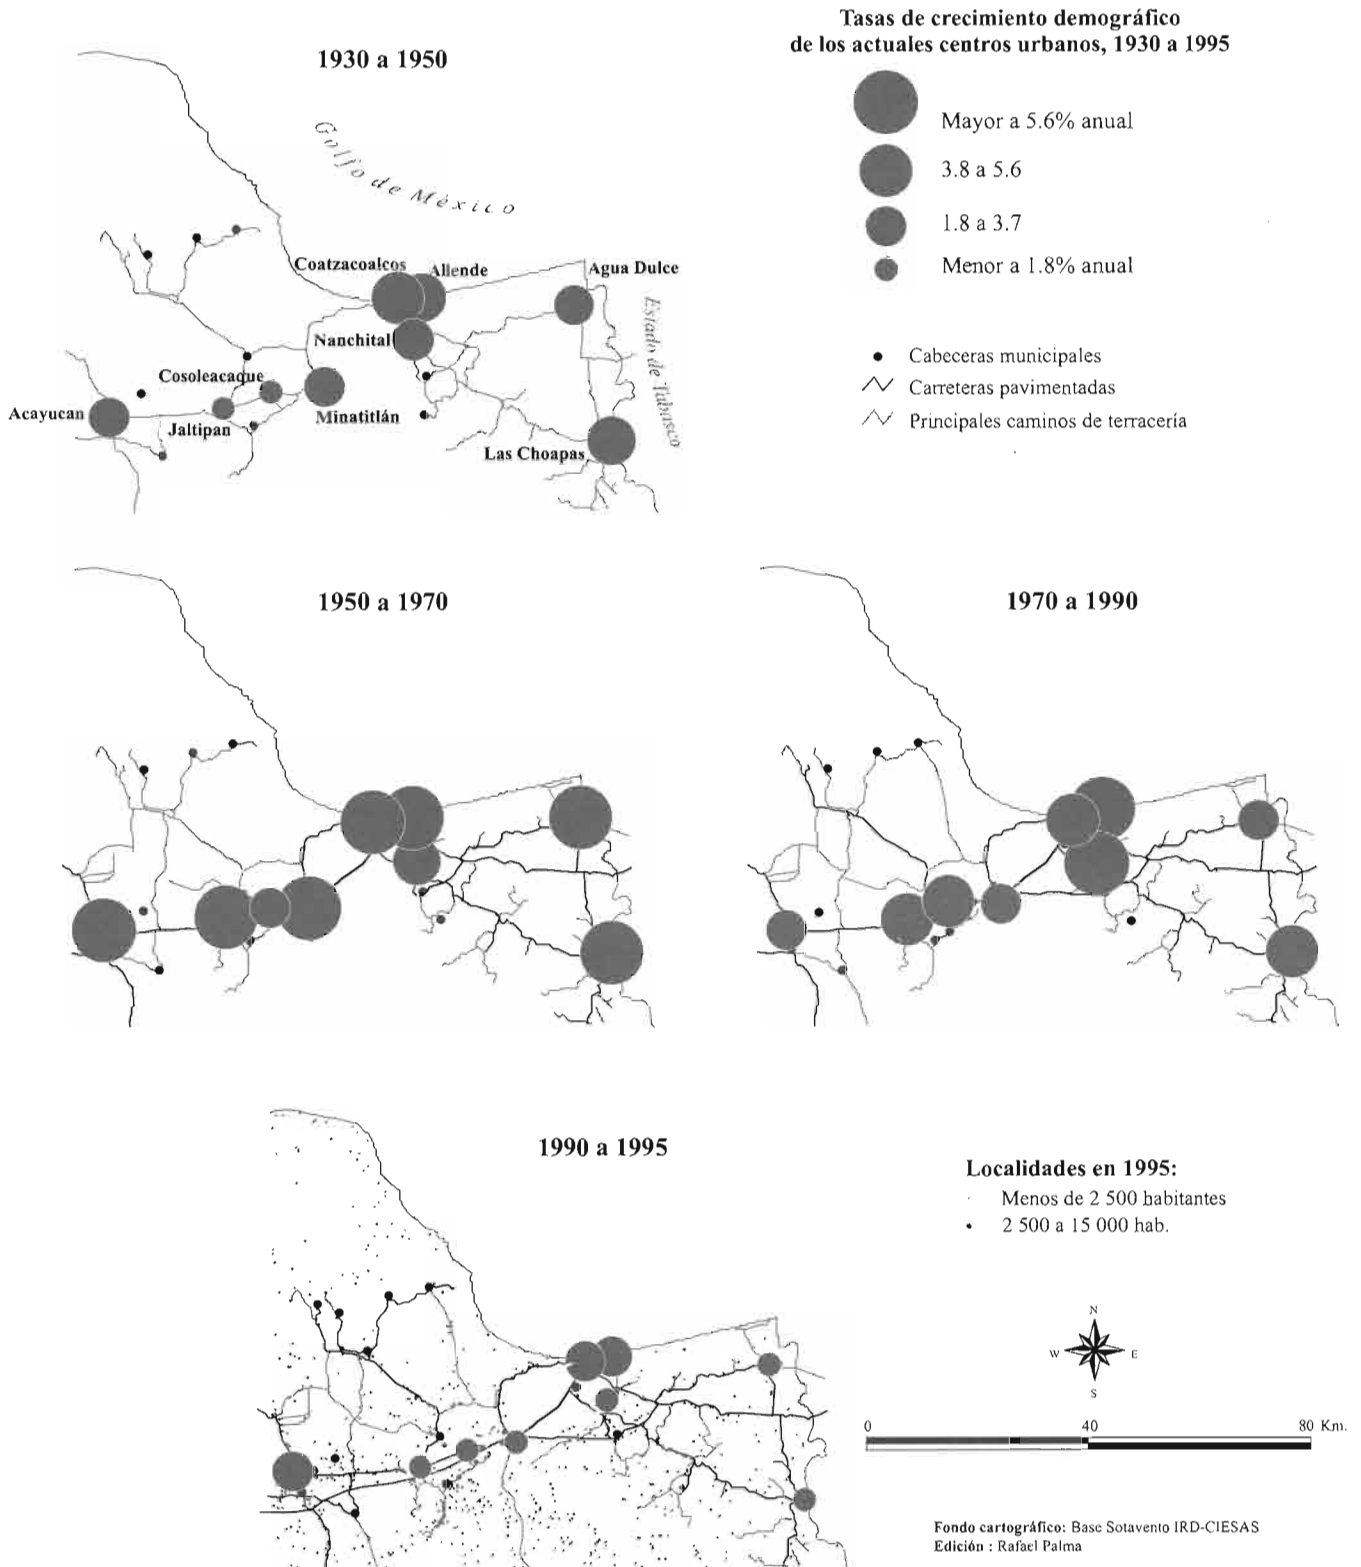 Tasas de crecimiento demográfico
de los actuales centros urbanos, 1930 a 1995
Mayor a 5.6% anual
3.8 a 5.6
1.8 a 3.7
Menor a 1.8% anual
Cabeceras municipales
Carreteras pavimentadas
Principales caminos de terracería
1930 a 1950
Golfo de México
Coatzacoalcos
Allende
Agua Dulce
Estado de Tabasco
Nanchital
Cosoleacaque
Acayucan
Jaltipan
Minatitlán
Las Choapas
1950 a 1970
1970 a 1990
1990 a 1995
Localidades en 1995:
Menos de 2 500 habitantes
2 500 a 15 000 hab.
N
W E
S
0 40 80 Km.
Fondo cartográfico: Base Sotavento IRD-CIESAS
Edición : Rafael Palma